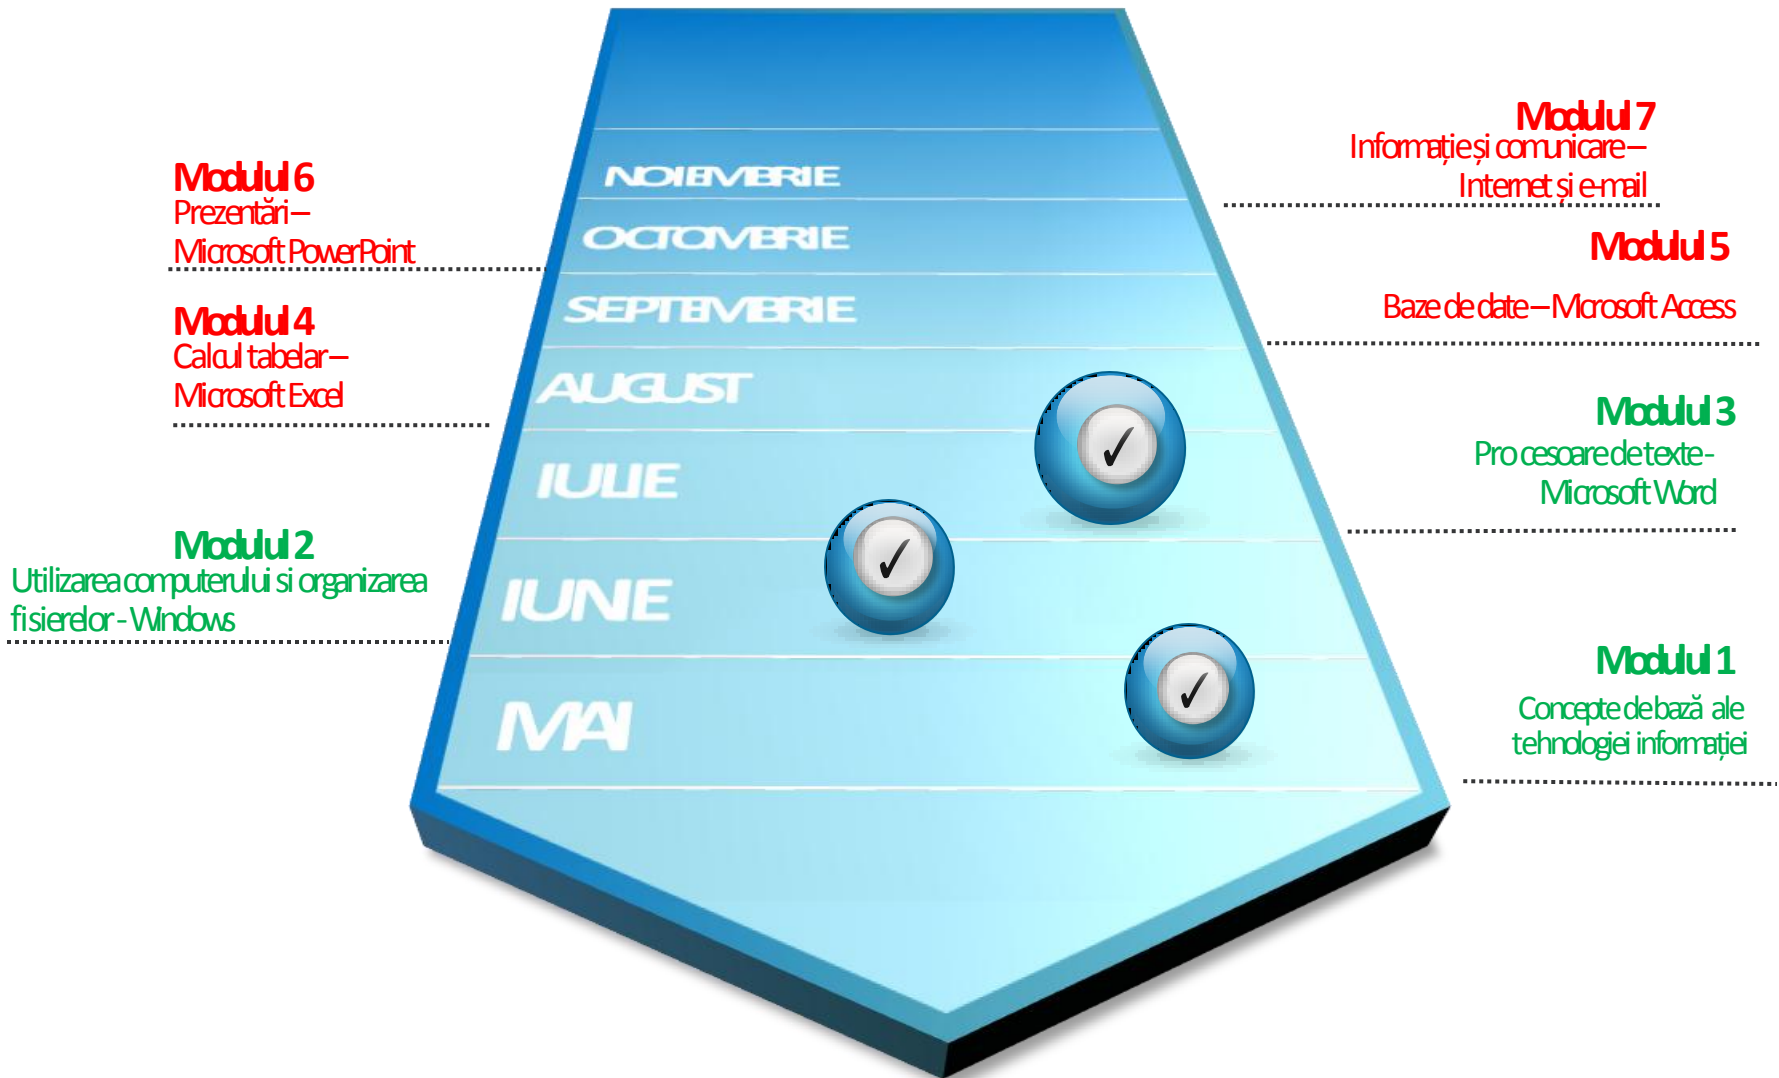 Modulul 6
Prezentări –
Microsoft PowerPoint
Modulul 4
Calcul tabelar –
Microsoft Excel
Modulul 2
Utilizarea computerului si organizarea
fisierelor - Windows
NOIEMBRIE
OCTOMBRIE
SEPTEMBRIE
AUGUST
IULIE
IUNE
MAI
Modulul 7
Informație și comunicare –
Internet și e-mail
Modulul 5
Baze de date – Microsoft Access
Modulul 3
Procesoare de texte -
Microsoft Word
Modulul 1
Concepte de bază ale
tehnologiei informației